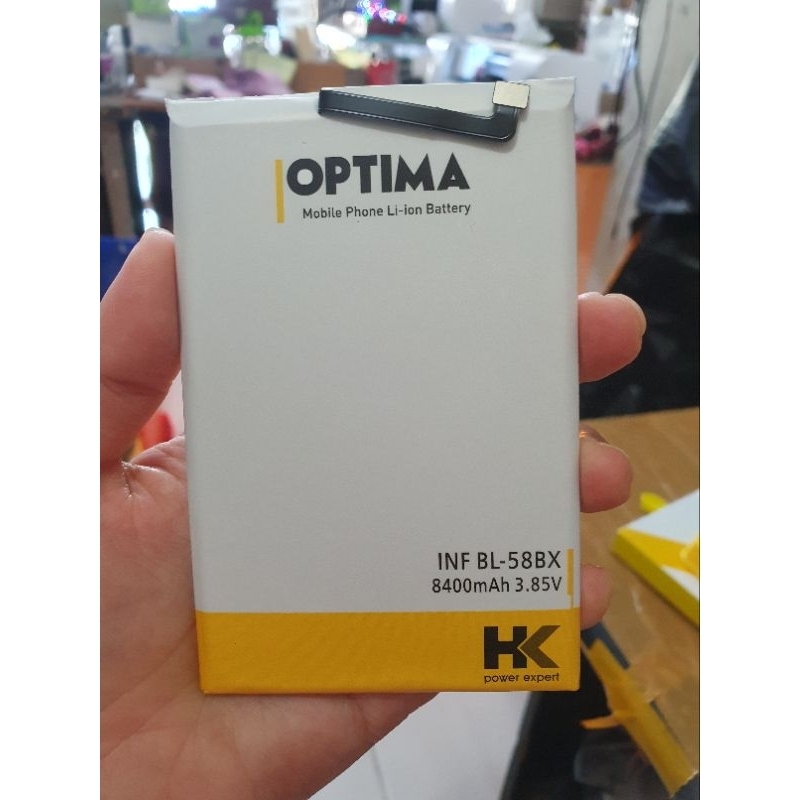 OPTIMA
Mobile Phone Li-ion Battery
INF BL-58BX
8400mAh 3.85V
HK
power expert